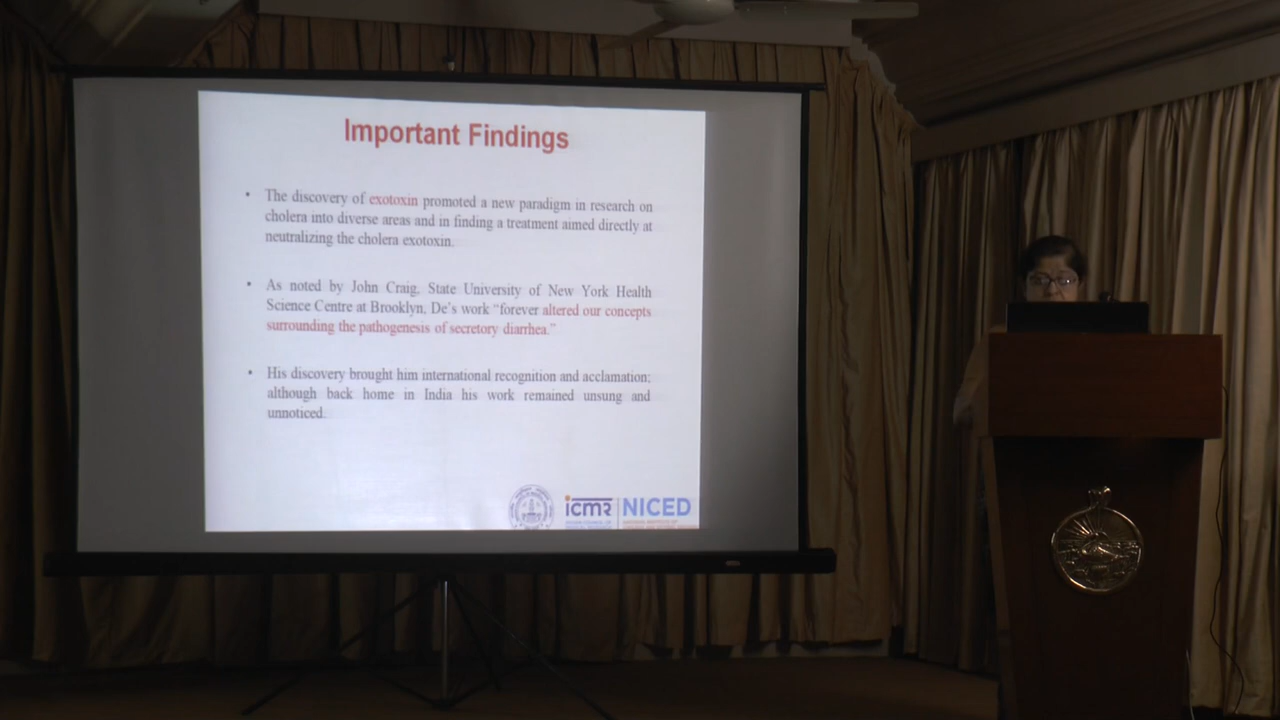 Important Findings
• The discovery of exotoxin promoted a new paradigm in research on
cholera into diverse areas and in finding a treatment aimed directly at
neutralizing the cholera exotoxin.
• As noted by John Craig, State University of New York Health
Science Centre at Brooklyn, De's work “forever altered our concepts
surrounding the pathogenesis of secretory diarrhea.”
• His discovery brought him international recognition and acclamation;
although back home in India his work remained unsung and
unnoticed.
icmr NICED